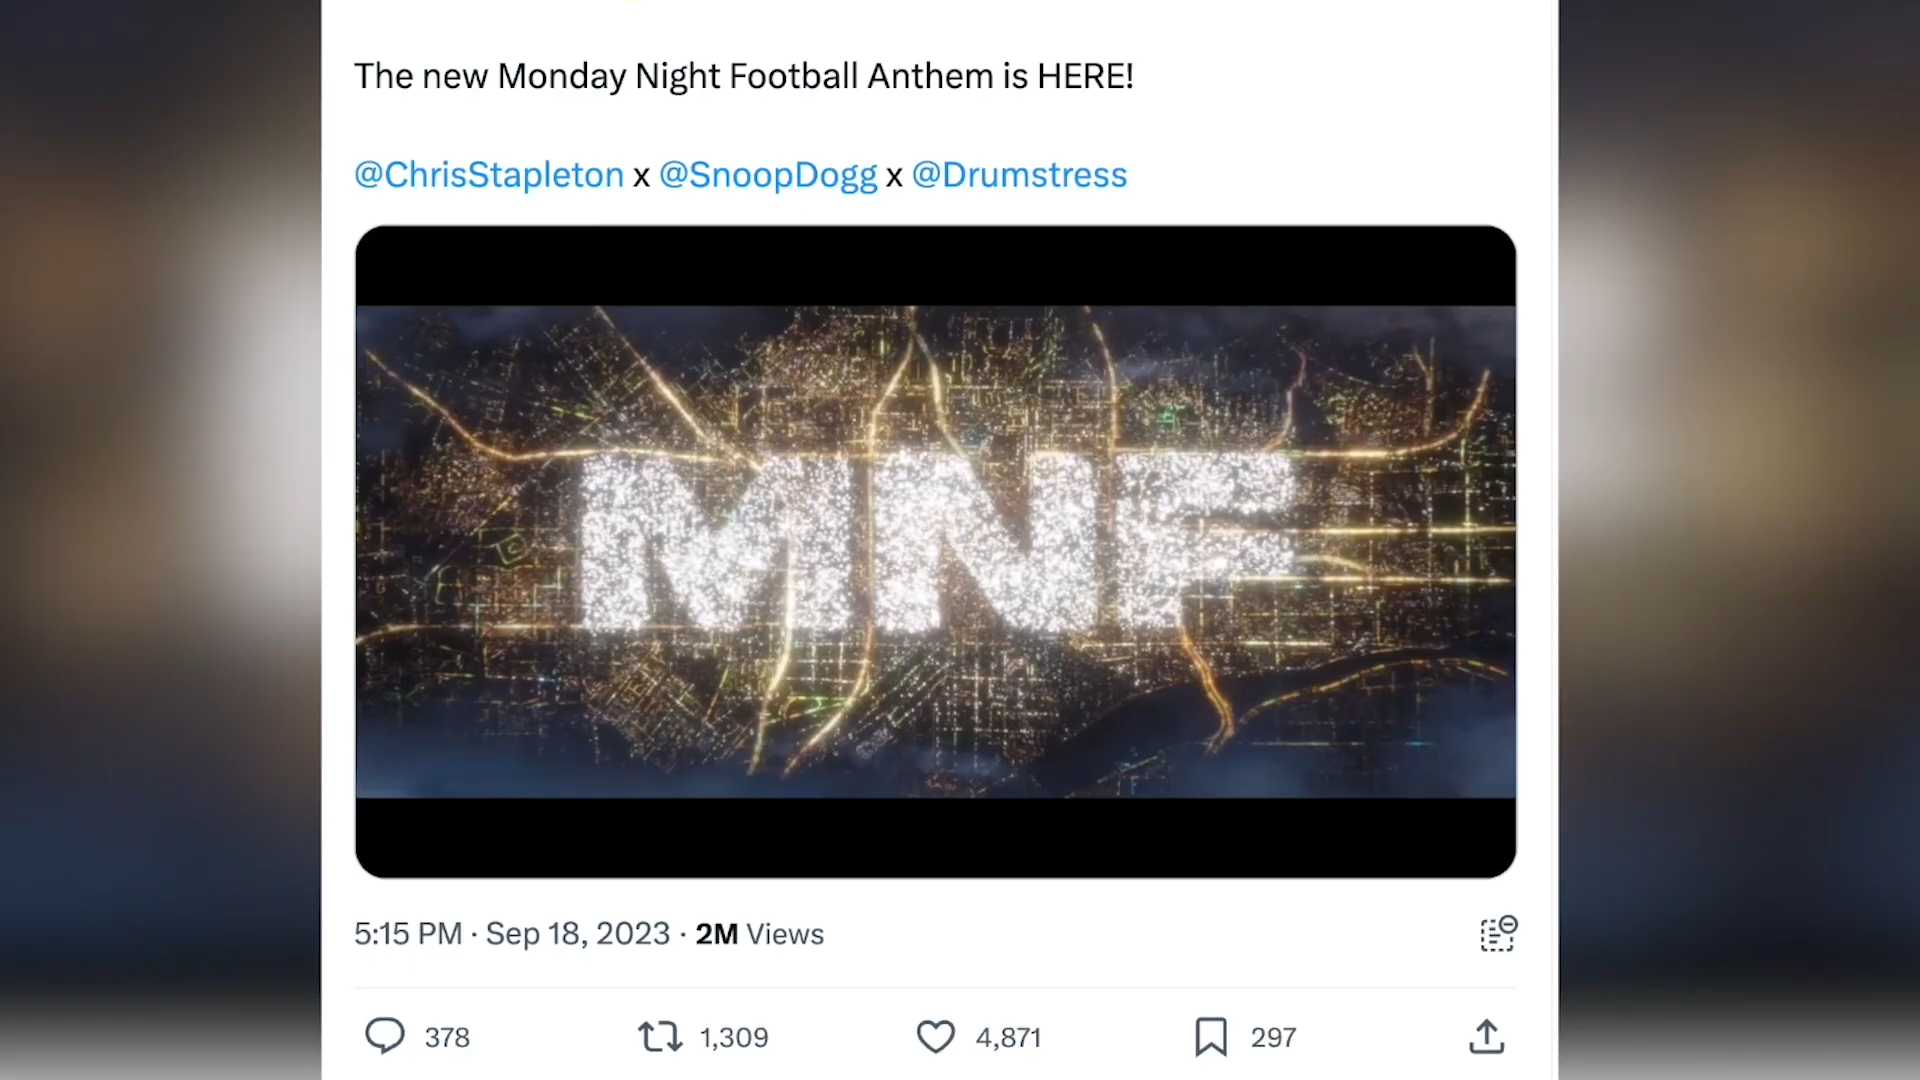 The new Monday Night Football Anthem is HERE!
@ChrisStapleton x @SnoopDogg x @Drumstress
MNF
5:15 PM · Sep 18, 2023 · 2M Views
378 1,309 4,871 297